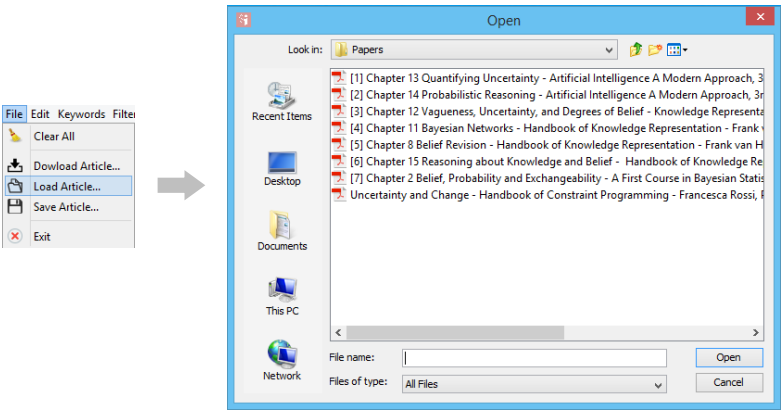 File Edit Keywords Filter
Clear All
Dowload Article...
Load Article...
Save Article...
Exit
Open
Look in: Papers
Recent Items
Desktop
Documents
This PC
Network
[1] Chapter 13 Quantifying Uncertainty - Artificial Intelligence A Modern Approach, 3
[2] Chapter 14 Probabilistic Reasoning - Artificial Intelligence A Modern Approach, 3r
[3] Chapter 12 Vagueness, Uncertainty, and Degrees of Belief - Knowledge Representa
[4] Chapter 11 Bayesian Networks - Handbook of Knowledge Representation - Frank v
[5] Chapter 8 Belief Revision - Handbook of Knowledge Representation - Frank van H
[6] Chapter 15 Reasoning about Knowledge and Belief - Handbook of Knowledge Re
[7] Chapter 2 Belief, Probability and Exchangeability - A First Course in Bayesian Statis
Uncertainty and Change - Handbook of Constraint Programming - Francesca Rossi, P
File name:
Open
Files of type: All Files
Cancel